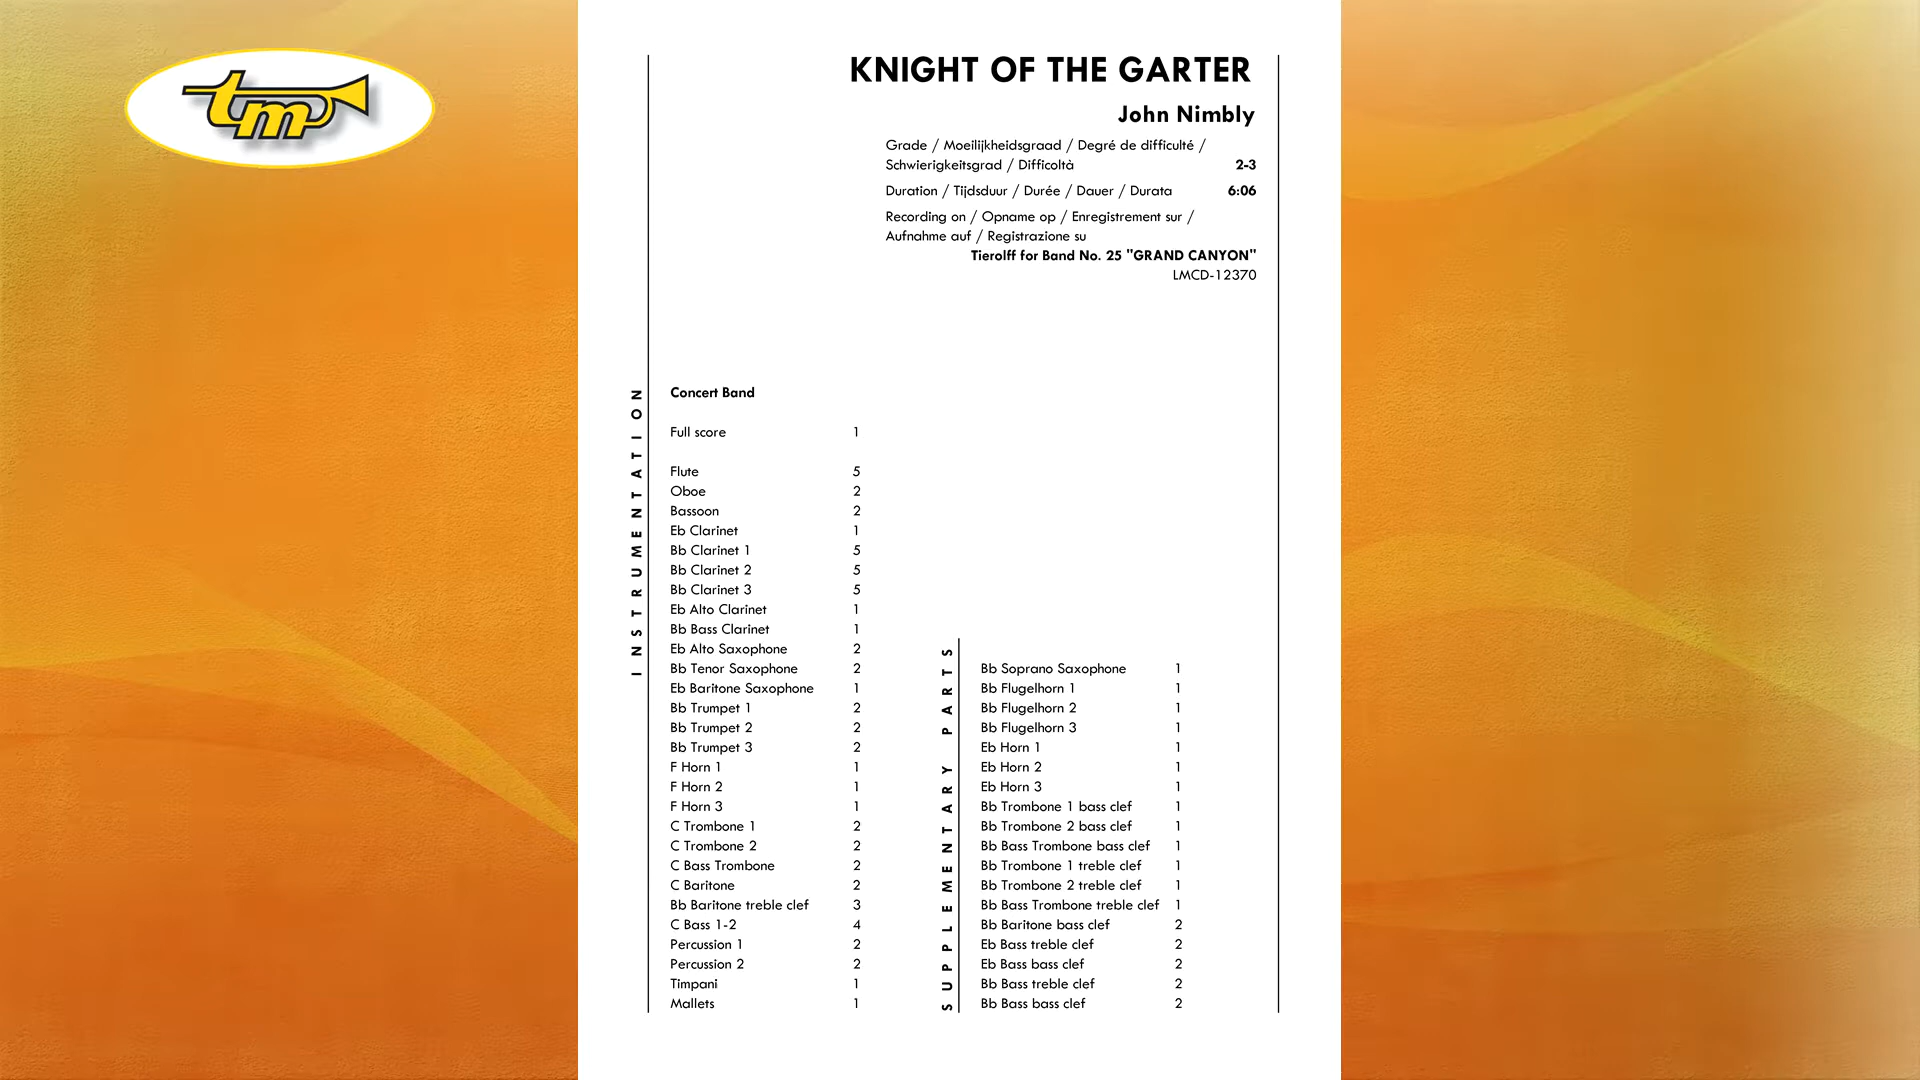 tm
KNIGHT OF THE GARTER
John Nimbly
Grade / Moeilijkheidsgraad / Degré de difficulté /
Schwierigkeitsgrad / Difficoltà 2-3
Duration / Tijdsduur / Durée / Dauer / Durata 6:06
Recording on / Opname op / Enregistrement sur /
Aufnahme auf / Registrazione su
Tierolff for Band No. 25 "GRAND CANYON"
LMCD-12370
INSTRUMENTATION
Concert Band
Full score 1
Flute 5
Oboe 2
Bassoon 2
Eb Clarinet 1
Bb Clarinet 1 5
Bb Clarinet 2 5
Bb Clarinet 3 5
Eb Alto Clarinet 1
Bb Bass Clarinet 1
Eb Alto Saxophone 2
Bb Tenor Saxophone 2
Eb Baritone Saxophone 1
Bb Trumpet 1 2
Bb Trumpet 2 2
Bb Trumpet 3 2
F Horn 1 1
F Horn 2 1
F Horn 3 1
C Trombone 1 2
C Trombone 2 2
C Bass Trombone 2
C Baritone 2
Bb Baritone treble clef 3
C Bass 1-2 4
Percussion 1 2
Percussion 2 2
Timpani 1
Mallets 1
SUPPLEMENTARY PARTS
Bb Soprano Saxophone 1
Bb Flugelhorn 1 1
Bb Flugelhorn 2 1
Bb Flugelhorn 3 1
Eb Horn 1 1
Eb Horn 2 1
Eb Horn 3 1
Bb Trombone 1 bass clef 1
Bb Trombone 2 bass clef 1
Bb Bass Trombone bass clef 1
Bb Trombone 1 treble clef 1
Bb Trombone 2 treble clef 1
Bb Bass Trombone treble clef 1
Bb Baritone bass clef 2
Eb Bass treble clef 2
Eb Bass bass clef 2
Bb Bass treble clef 2
Bb Bass bass clef 2